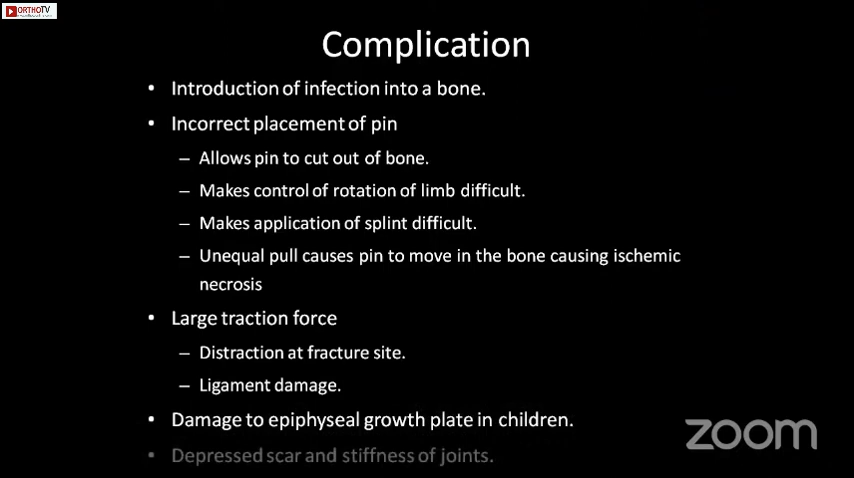 ORTHOTV
Complication
• Introduction of infection into a bone.
• Incorrect placement of pin
– Allows pin to cut out of bone.
– Makes control of rotation of limb difficult.
– Makes application of splint difficult.
– Unequal pull causes pin to move in the bone causing ischemic
necrosis
• Large traction force
– Distraction at fracture site.
– Ligament damage.
• Damage to epiphyseal growth plate in children.
zoom
• Depressed scar and stiffness of joints.